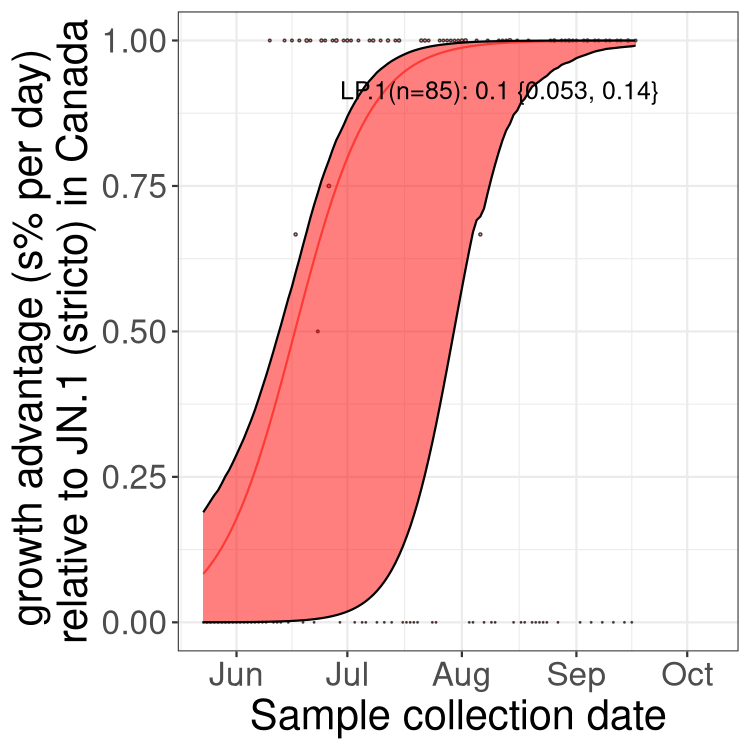 growth advantage (s% per day)
relative to JN.1 (stricto) in Canada
1.00
0.75
0.50
0.25
0.00
LP.1(n=85): 0.1 {0.053, 0.14}
Jun Jul Aug Sep Oct
Sample collection date